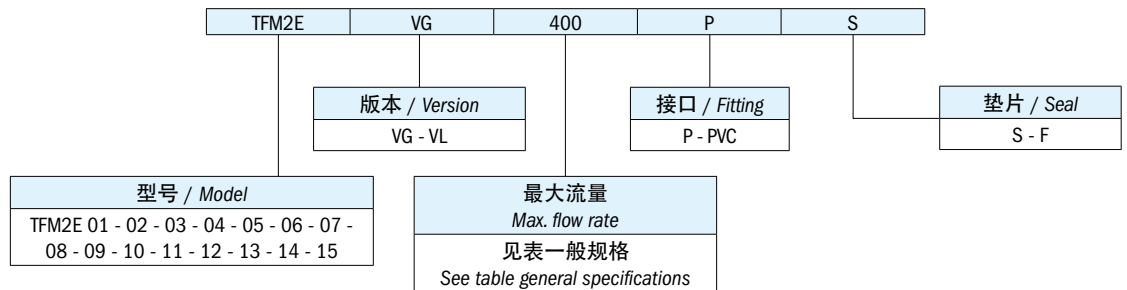 TFM2E VG 400 P S
版本 / Version
VG - VL
接口 / Fitting
P - PVC
垫片 / Seal
S - F
型号 / Model
TFM2E 01 - 02 - 03 - 04 - 05 - 06 - 07 -
08 - 09 - 10 - 11 - 12 - 13 - 14 - 15
最大流量
Max. flow rate
见表一般规格
See table general specifications